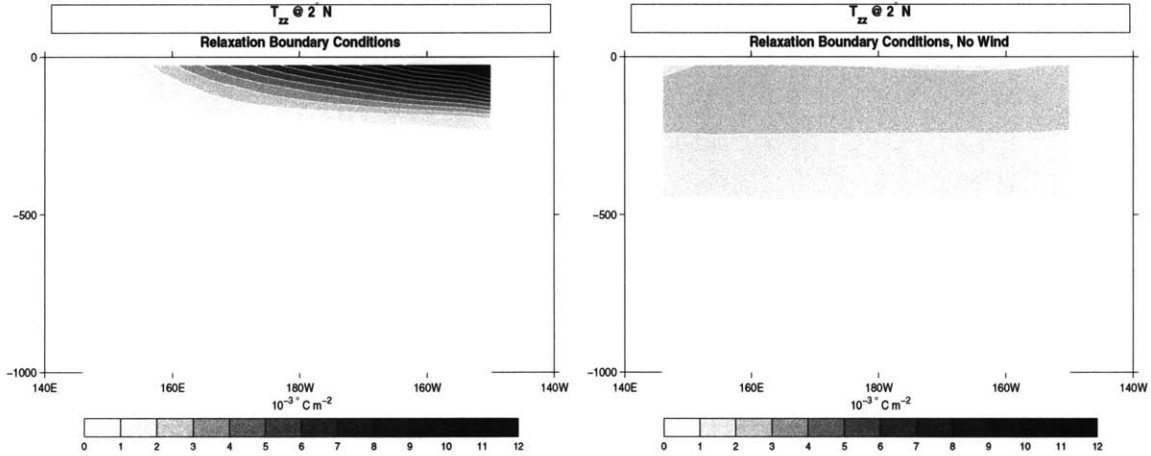 T_zz @ 2° N
Relaxation Boundary Conditions
0
−500
−1000
140E 160E 180W 160W 140W
10⁻³ ° C m⁻²
0 1 2 3 4 5 6 7 8 9 10 11 12
T_zz @ 2° N
Relaxation Boundary Conditions, No Wind
0
−500
−1000
140E 160E 180W 160W 140W
10⁻³ ° C m⁻²
0 1 2 3 4 5 6 7 8 9 10 11 12